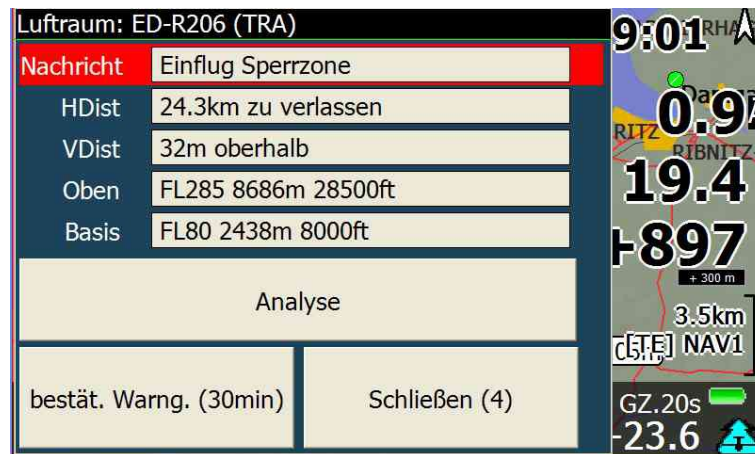 Luftraum: ED-R206 (TRA)
Nachricht Einflug Sperrzone
HDist 24.3km zu verlassen
VDist 32m oberhalb
Oben FL285 8686m 28500ft
Basis FL80 2438m 8000ft
Analyse
bestät. Warng. (30min) Schließen (4)
9:01
0.9
RITZ
RIBNITZ-
19.4
+897
+ 300 m
3.5km
[TE] NAV1
GZ.20s
-23.6